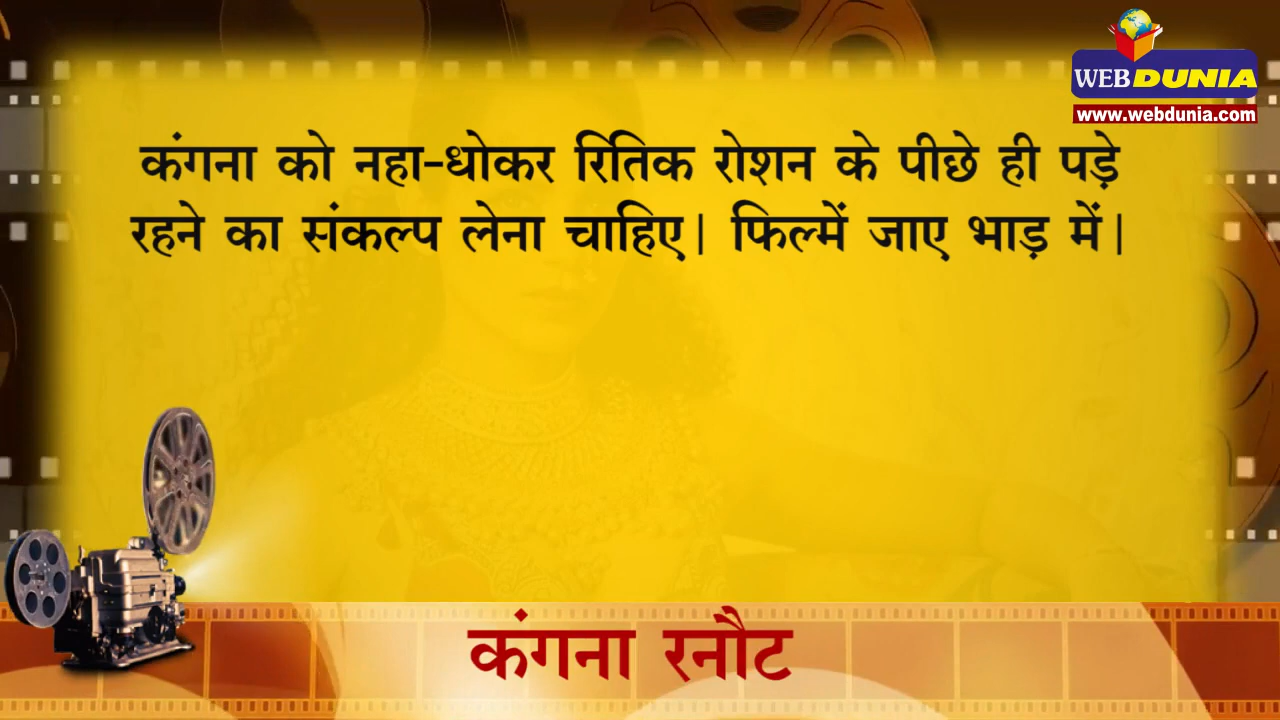 WEBDUNIA
www.webdunia.com
कंगना को नहा-धोकर रितिक रोशन के पीछे ही पड़े
रहने का संकल्प लेना चाहिए। फिल्में जाए भाड़ में।
कंगना रनौट